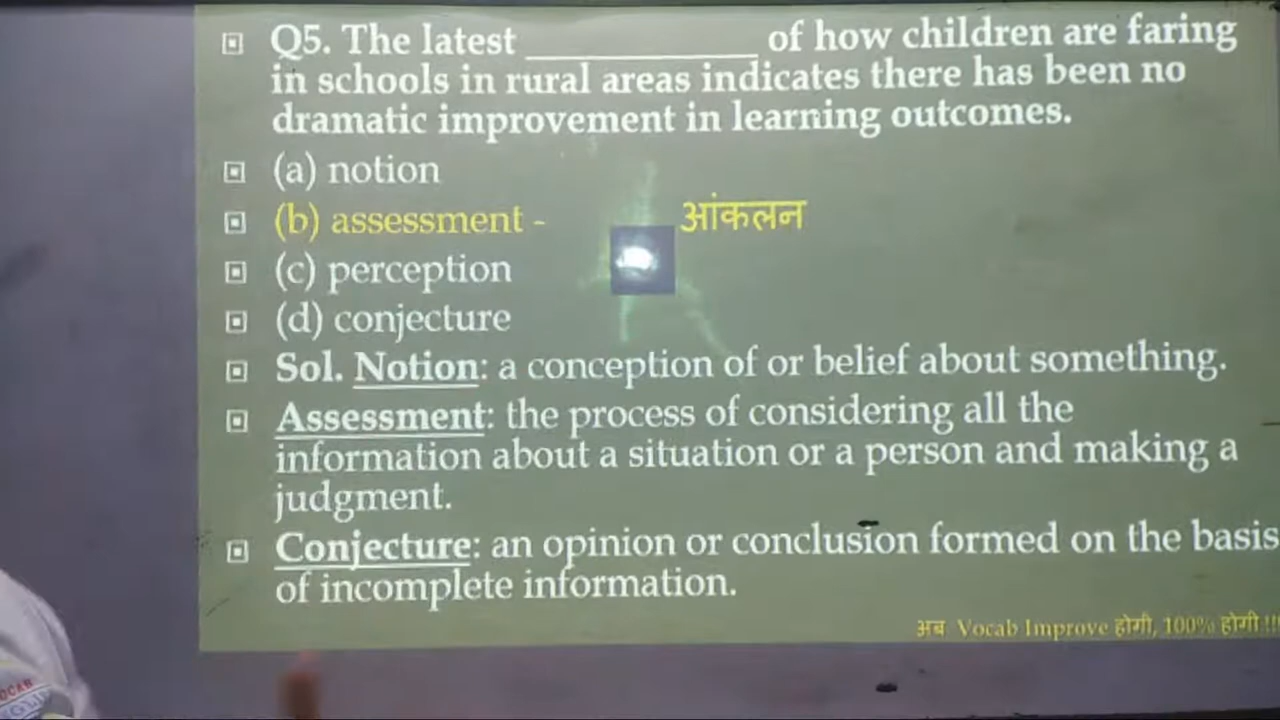 Q5. The latest ____________ of how children are faring
in schools in rural areas indicates there has been no
dramatic improvement in learning outcomes.
(a) notion
(b) assessment - आंकलन
(c) perception
(d) conjecture
Sol. Notion: a conception of or belief about something.
Assessment: the process of considering all the
information about a situation or a person and making a
judgment.
Conjecture: an opinion or conclusion formed on the basis
of incomplete information.
अब Vocab Improve होगी, 100% होगी !!!